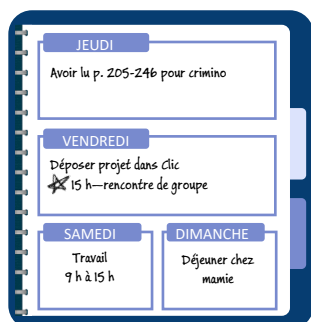 JEUDI
Avoir lu p. 205-246 pour crimino
VENDREDI
Déposer projet dans Clic
15 h—rencontre de groupe
SAMEDI
Travail
9 h à 15 h
DIMANCHE
Déjeuner chez
mamie